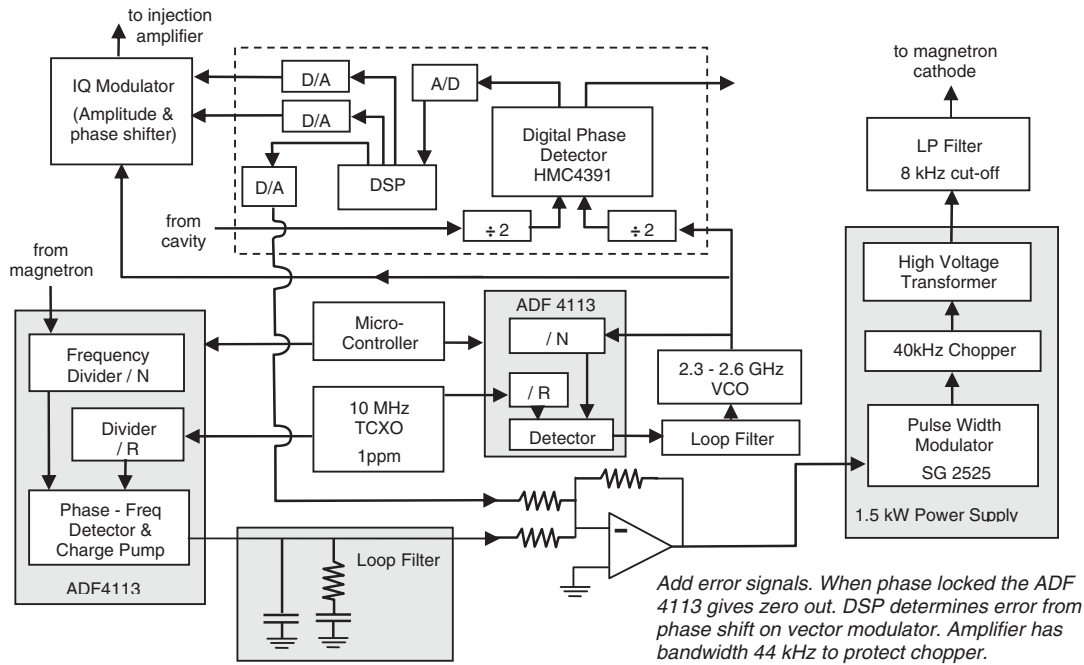 to injection
amplifier
IQ Modulator
(Amplitude &
phase shifter)
D/A
D/A
D/A
A/D
DSP
Digital Phase
Detector
HMC4391
÷ 2
÷ 2
from
cavity
to magnetron
cathode
LP Filter
8 kHz cut-off
High Voltage
Transformer
40kHz Chopper
Pulse Width
Modulator
SG 2525
1.5 kW Power Supply
from
magnetron
Frequency
Divider / N
Divider
/ R
Phase - Freq
Detector &
Charge Pump
ADF4113
Micro-
Controller
10 MHz
TCXO
1ppm
ADF 4113
/ N
/ R
Detector
2.3 - 2.6 GHz
VCO
Loop Filter
Loop Filter
Add error signals. When phase locked the ADF
4113 gives zero out. DSP determines error from
phase shift on vector modulator. Amplifier has
bandwidth 44 kHz to protect chopper.